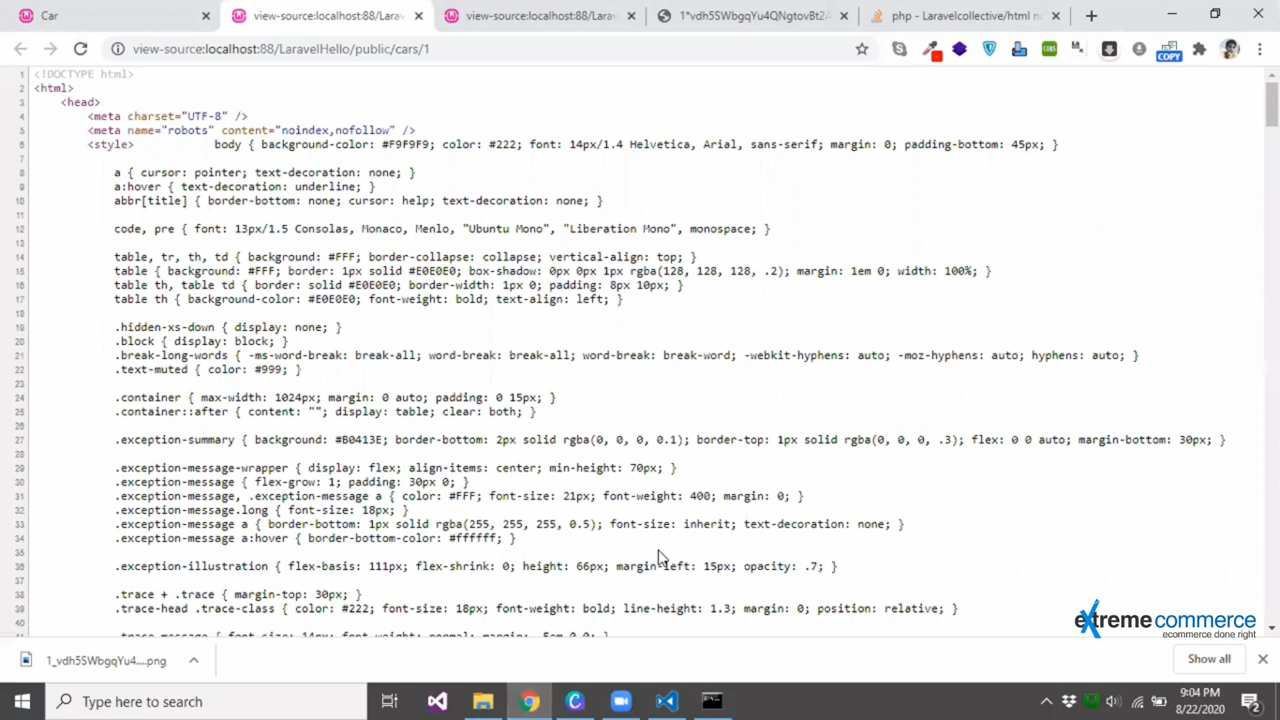 Car
view-source:localhost:88/Larav
view-source:localhost:88/Larav
1*vdh5SWbgqYu4QNgtovBt2A
php - Laravelcollective/html n
view-source:localhost:88/LaravelHello/public/cars/1
COPY
1 <!DOCTYPE html>
2 <html>
3 <head>
4 <meta charset="UTF-8" />
5 <meta name="robots" content="noindex,nofollow" />
6 <style> body { background-color: #F9F9F9; color: #222; font: 14px/1.4 Helvetica, Arial, sans-serif; margin: 0; padding-bottom: 45px; }
7
8 a { cursor: pointer; text-decoration: none; }
9 a:hover { text-decoration: underline; }
10 abbr[title] { border-bottom: none; cursor: help; text-decoration: none; }
11
12 code, pre { font: 13px/1.5 Consolas, Monaco, Menlo, "Ubuntu Mono", "Liberation Mono", monospace; }
13
14 table, tr, th, td { background: #FFF; border-collapse: collapse; vertical-align: top; }
15 table { background: #FFF; border: 1px solid #E0E0E0; box-shadow: 0px 0px 1px rgba(128, 128, 128, .2); margin: 1em 0; width: 100%; }
16 table th, table td { border: solid #E0E0E0; border-width: 1px 0; padding: 8px 10px; }
17 table th { background-color: #E0E0E0; font-weight: bold; text-align: left; }
18
19 .hidden-xs-down { display: none; }
20 .block { display: block; }
21 .break-long-words { -ms-word-break: break-all; word-break: break-all; word-break: break-word; -webkit-hyphens: auto; -moz-hyphens: auto; hyphens: auto; }
22 .text-muted { color: #999; }
23
24 .container { max-width: 1024px; margin: 0 auto; padding: 0 15px; }
25 .container::after { content: ""; display: table; clear: both; }
26
27 .exception-summary { background: #B0413E; border-bottom: 2px solid rgba(0, 0, 0, 0.1); border-top: 1px solid rgba(0, 0, 0, .3); flex: 0 0 auto; margin-bottom: 30px; }
28
29 .exception-message-wrapper { display: flex; align-items: center; min-height: 70px; }
30 .exception-message { flex-grow: 1; padding: 30px 0; }
31 .exception-message, .exception-message a { color: #FFF; font-size: 21px; font-weight: 400; margin: 0; }
32 .exception-message.long { font-size: 18px; }
33 .exception-message a { border-bottom: 1px solid rgba(255, 255, 255, 0.5); font-size: inherit; text-decoration: none; }
34 .exception-message a:hover { border-bottom-color: #ffffff; }
35
36 .exception-illustration { flex-basis: 111px; flex-shrink: 0; height: 66px; margin-left: 15px; opacity: .7; }
37
38 .trace + .trace { margin-top: 30px; }
39 .trace-head .trace-class { color: #222; font-size: 18px; font-weight: bold; line-height: 1.3; margin: 0; position: relative; }
40
extreme commerce
ecommerce done right
1_vdh5SWbgqYu4....png
Show all
Type here to search
9:04 PM
8/22/2020
2